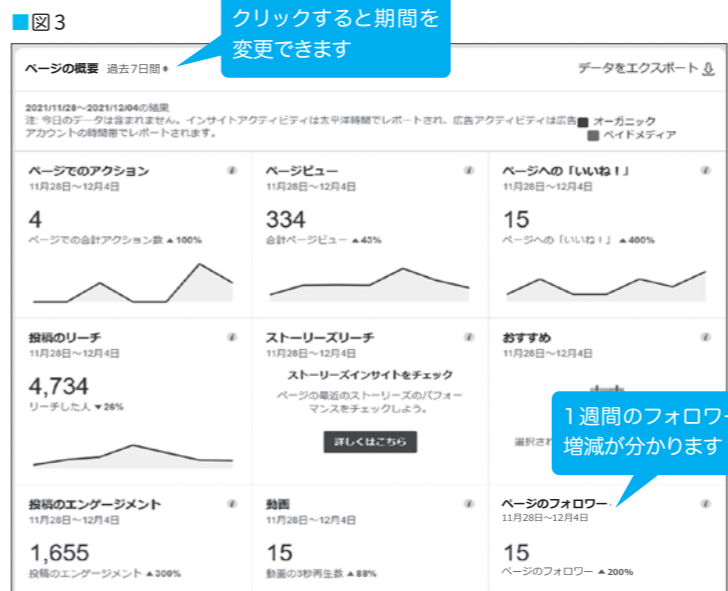 ■図3
クリックすると期間を
変更できます
ページの概要 過去7日間
データをエクスポート
2021/11/28～2021/12/04の結果
注: 今日のデータは含まれません。インサイトアクティビティは太平洋時間でレポートされ、広告アクティビティは広告
アカウントの時間帯でレポートされます。
■ オーガニック
■ ペイドメディア
ページでのアクション
11月28日～12月4日
4
ページでの合計アクション数 ▲100%
ページビュー
11月28日～12月4日
334
合計ページビュー ▲43%
ページへの「いいね！」
11月28日～12月4日
15
ページへの「いいね！」 ▲400%
投稿のリーチ
11月28日～12月4日
4,734
リーチした人 ▼26%
ストーリーズリーチ
11月28日～12月4日
ストーリーズインサイトをチェック
ページの最近のストーリーズのパフォー
マンスをチェックしよう。
詳しくはこちら
おすすめ
11月28日～12月4日
選択され
1週間のフォロワー
増減が分かります
投稿のエンゲージメント
11月28日～12月4日
1,655
投稿のエンゲージメント ▲300%
動画
11月28日～12月4日
15
動画の3秒再生数 ▲88%
ページのフォロワー
11月28日～12月4日
15
ページのフォロワー ▲200%